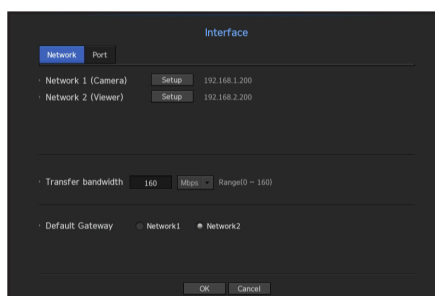 Interface
Network Port
Network 1 (Camera) Setup 192.168.1.200
Network 2 (Viewer) Setup 192.168.2.200
Transfer bandwidth 160 Mbps Range(0 ~ 160)
Default Gateway Network1 Network2
OK Cancel